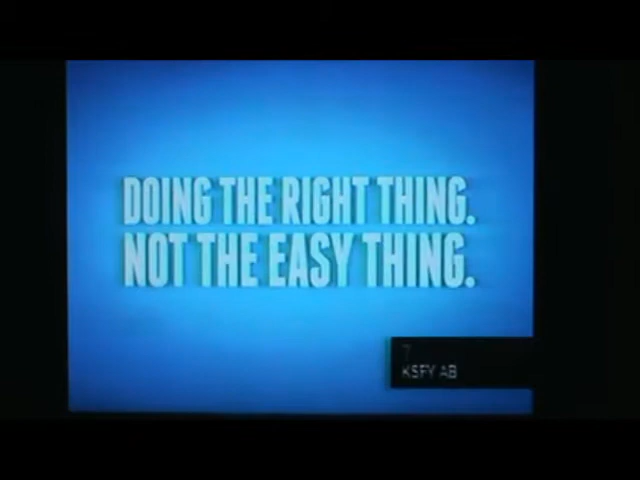 DOING THE RIGHT THING.
NOT THE EASY THING.
7
KSFY AB